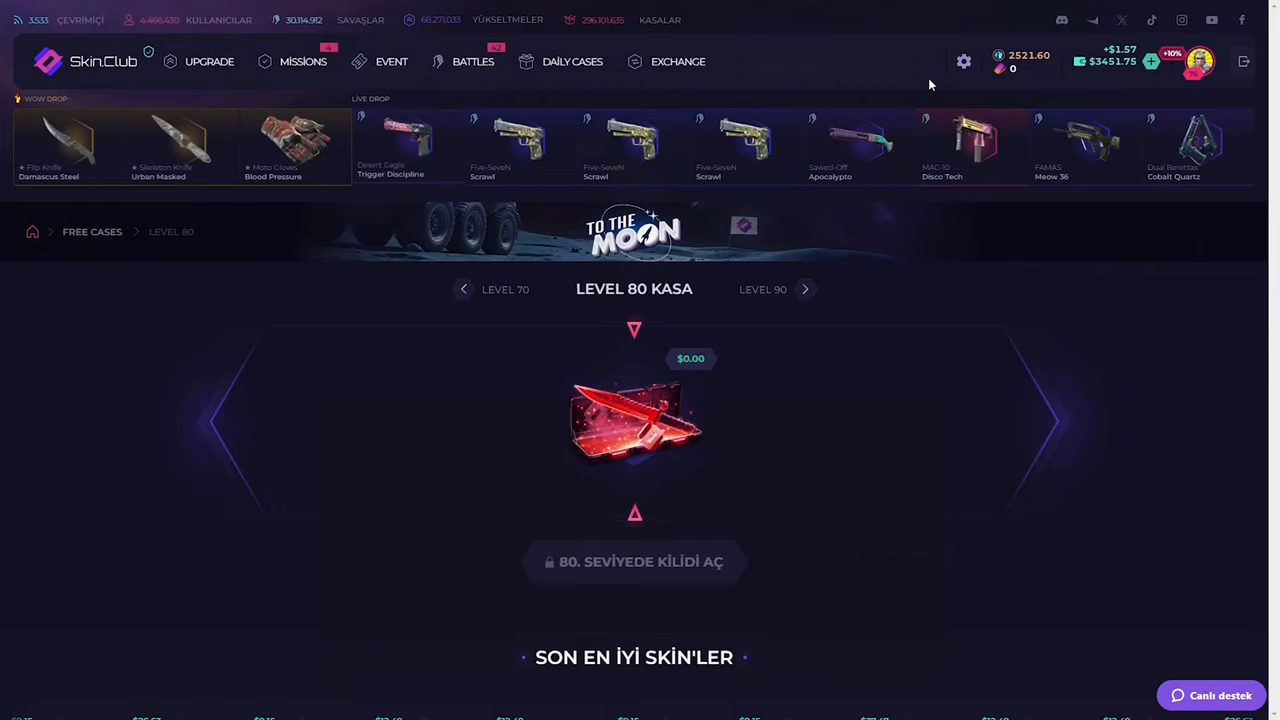 3.533 ÇEVRİMİÇİ 4.466.430 KULLANICILAR 30.114.912 SAVAŞLAR 68.271.033 YÜKSELTMELER 296.101.635 KASALAR
Skin.Club UPGRADE 4 MISSIONS EVENT 42 BATTLES DAILY CASES EXCHANGE 2521.60 +$1.57 +10%
0 $3451.75 76
WOW DROP LIVE DROP
★ Flip Knife ★ Skeleton Knife ★ Moto Gloves Desert Eagle Five-SeveN Five-SeveN Five-SeveN Sawed-Off MAC-10 FAMAS Dual Berettas
Damascus Steel Urban Masked Blood Pressure Trigger Discipline Scrawl Scrawl Scrawl Apocalypto Disco Tech Meow 36 Cobalt Quartz
TO THE
MOON
FREE CASES LEVEL 80
LEVEL 70 LEVEL 80 KASA LEVEL 90
$0.00
80. SEVİYEDE KİLİDİ AÇ
SON EN İYİ SKIN'LER
Canlı destek